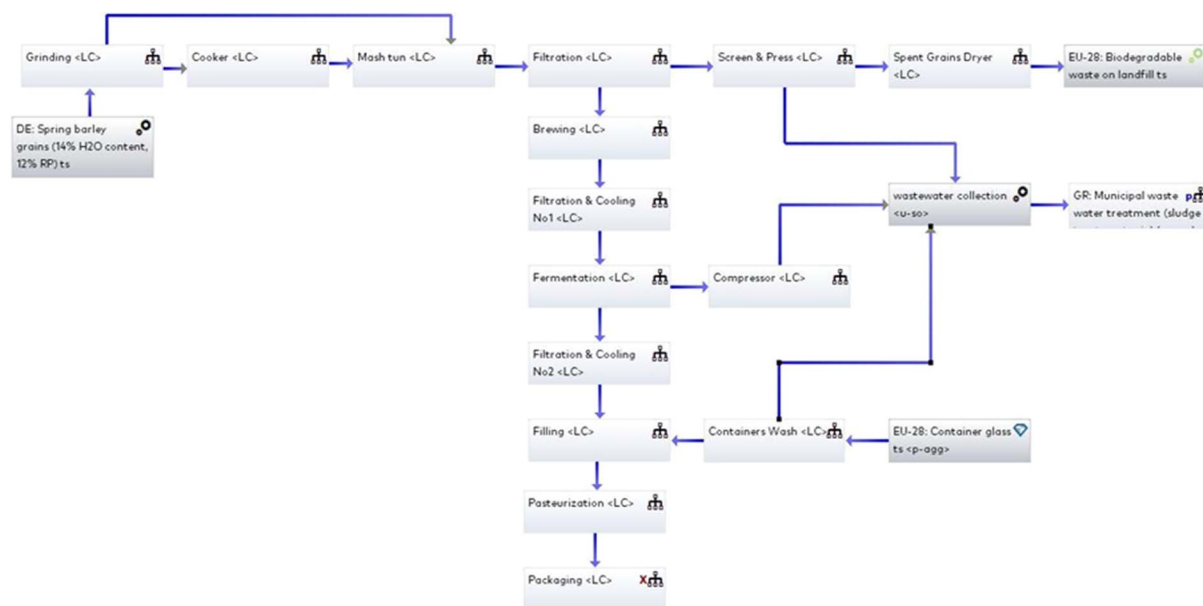 Grinding <LC>
Cooker <LC>
Mash tun <LC>
Filtration <LC>
Screen & Press <LC>
Spent Grains Dryer
<LC>
EU-28: Biodegradable
waste on landfill ts
DE: Spring barley
grains (14% H2O content,
12% RP) ts
Brewing <LC>
Filtration & Cooling
No1 <LC>
wastewater collection
<u-so>
GR: Municipal waste
water treatment (sludge
Fermentation <LC>
Compressor <LC>
Filtration & Cooling
No2 <LC>
Filling <LC>
Containers Wash <LC>
EU-28: Container glass
ts <p-agg>
Pasteurization <LC>
Packaging <LC>
X